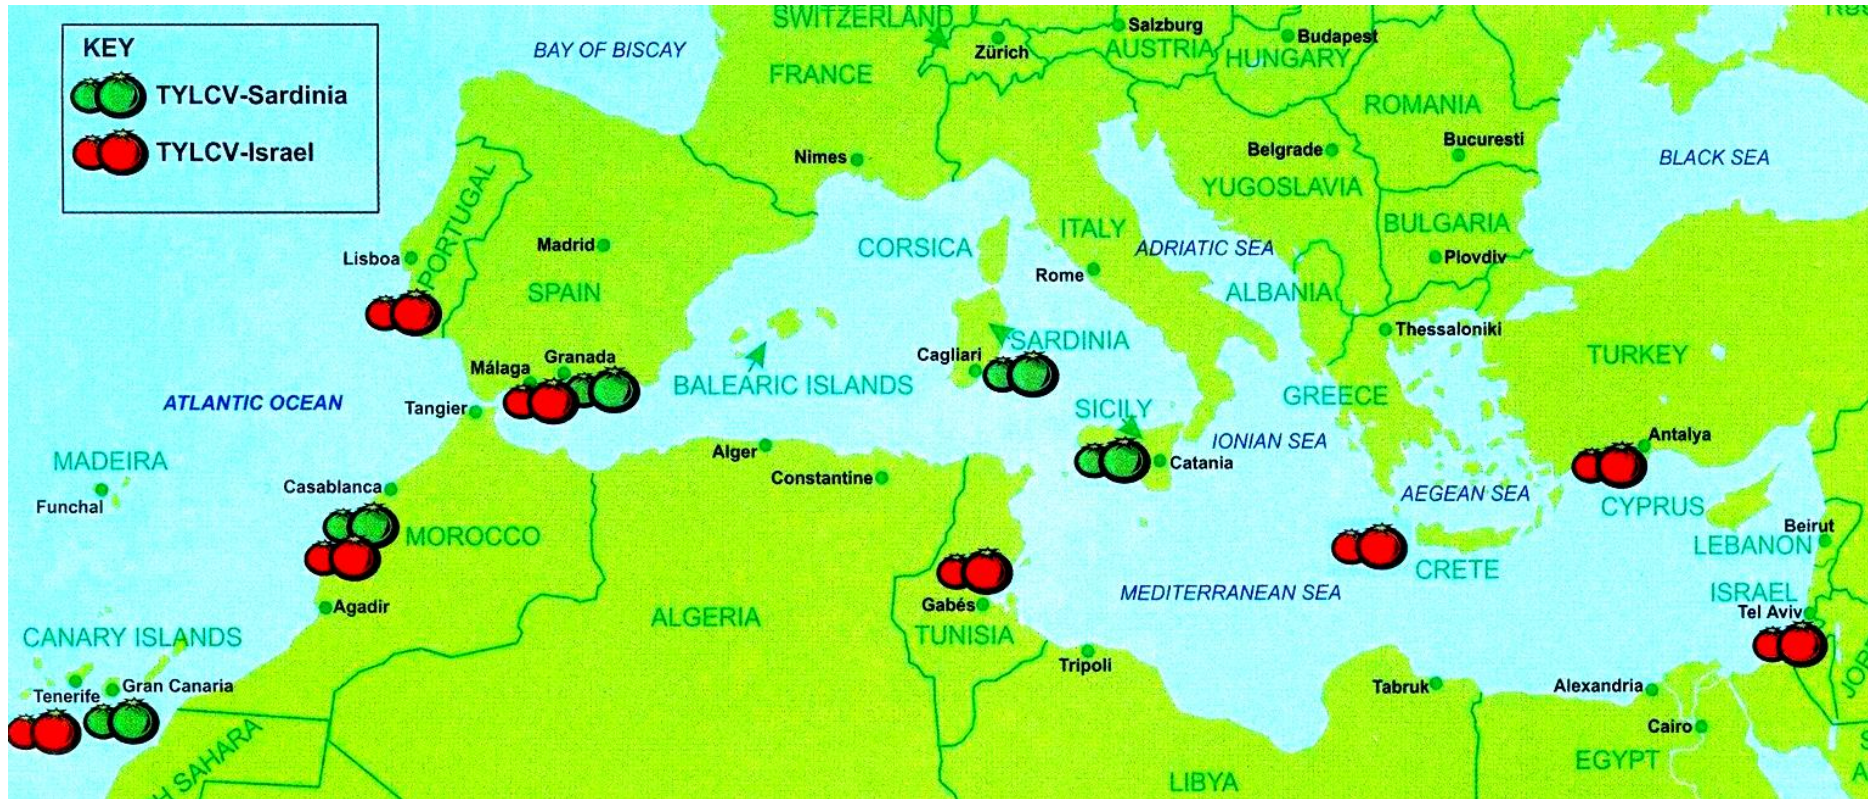 KEY
TYLCV-Sardinia
TYLCV-Israel
BAY OF BISCAY
SWITZERLAND
Zürich
Salzburg
AUSTRIA
Budapest
HUNGARY
FRANCE
ROMANIA
Bucuresti
Nimes
Belgrade
YUGOSLAVIA
BLACK SEA
PORTUGAL
Lisboa
Madrid
SPAIN
CORSICA
ITALY
ADRIATIC SEA
Rome
BULGARIA
Plovdiv
ALBANIA
Thessaloniki
SARDINIA
Cagliari
TURKEY
Málaga
Granada
BALEARIC ISLANDS
GREECE
SICILY
ATLANTIC OCEAN
Tangier
IONIAN SEA
Antalya
Alger
Constantine
Catania
MADEIRA
Funchal
Casablanca
AEGEAN SEA
CYPRUS
MOROCCO
Beirut
LEBANON
CRETE
MEDITERRANEAN SEA
ISRAEL
Tel Aviv
Agadir
ALGERIA
Gabés
TUNISIA
CANARY ISLANDS
Tripoli
Tenerife
Gran Canaria
Tabruk
Alexandria
JOR
Cairo
H SAHARA
LIBYA
EGYPT